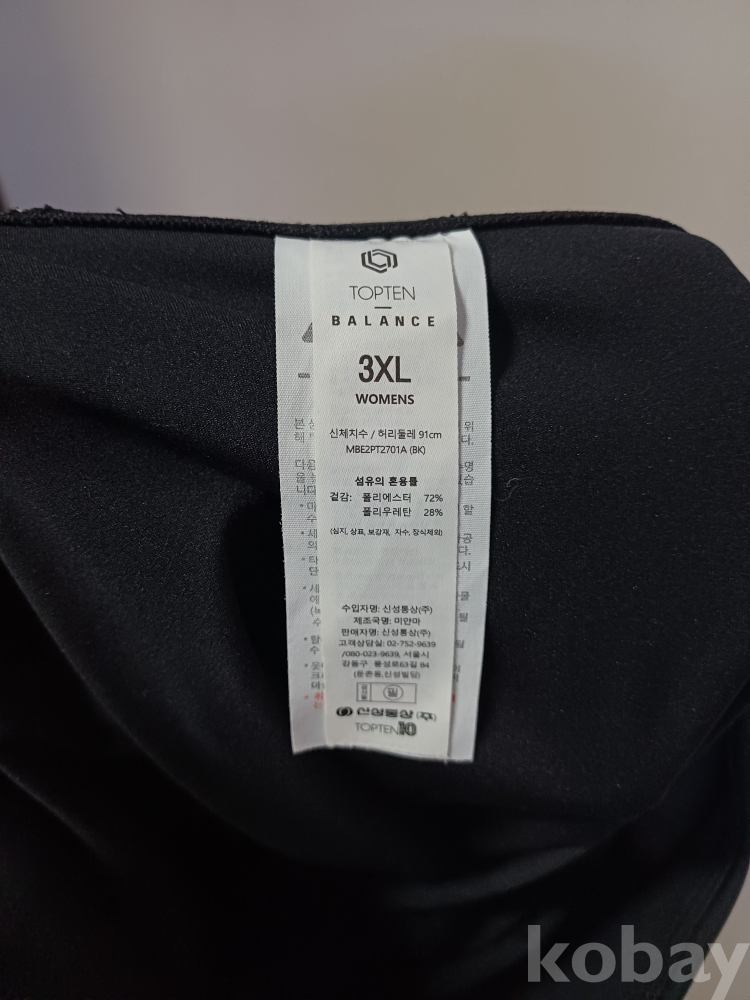 TOPTEN
BALANCE
3XL
WOMENS
신체치수 / 허리둘레 91cm
MBE2PT2701A (BK)
섬유의 혼용률
겉감: 폴리에스터 72%
폴리우레탄 28%
(심지, 상표, 보강재, 자수, 장식제외)
수입자명: 신성통상(주)
제조국명: 미얀마
판매자명: 신성통상(주)
고객상담실: 02-752-9639
/080-023-9639, 서울시
강동구 풍성로63길 84
(둔촌동,신성빌딩)
신성통상(주)
TOPTEN10
kobay